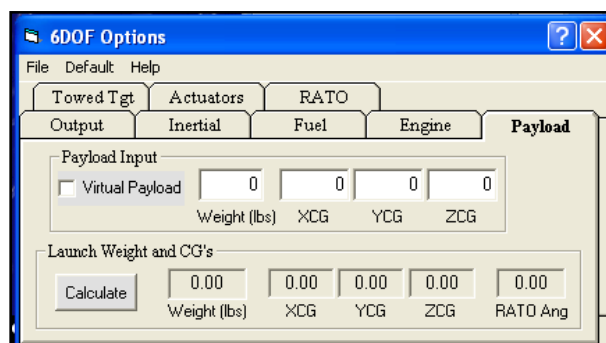 6DOF Options
File Default Help
Towed Tgt Actuators RATO
Output Inertial Fuel Engine Payload
Payload Input
Virtual Payload 0 0 0 0
Weight (lbs) XCG YCG ZCG
Launch Weight and CG's
Calculate 0.00 0.00 0.00 0.00 0.00
Weight (lbs) XCG YCG ZCG RATO Ang